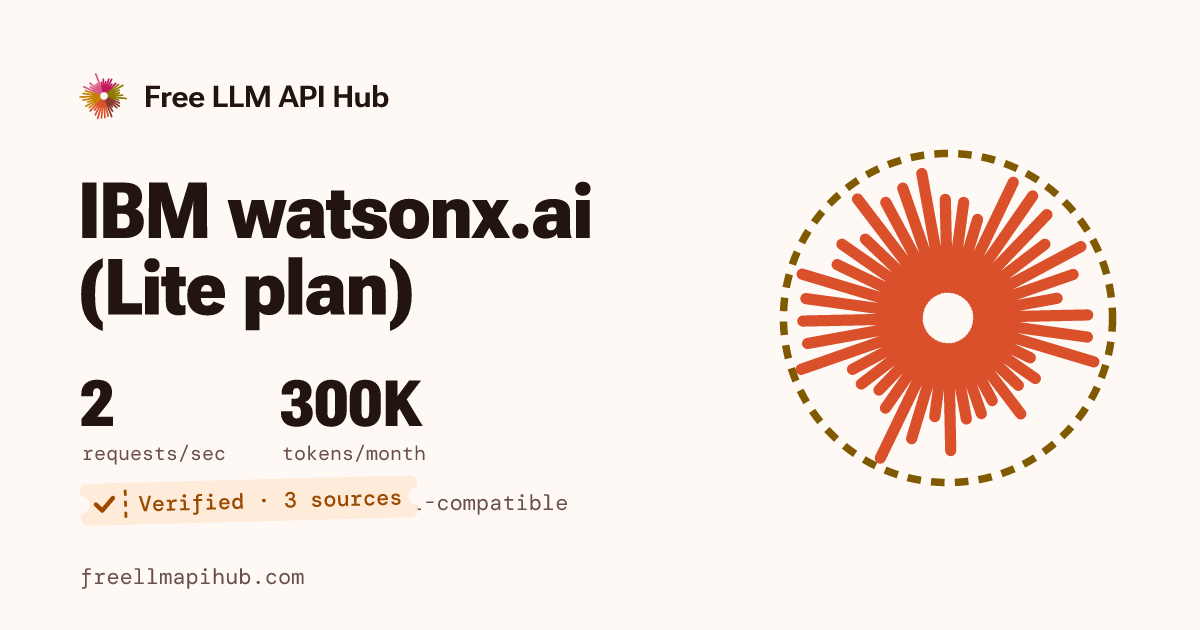 Free LLM API Hub
IBM watsonx.ai
(Lite plan)
2
300K
requests/sec
tokens/month
Verified · 3 sources
-compatible
freellmapihub.com